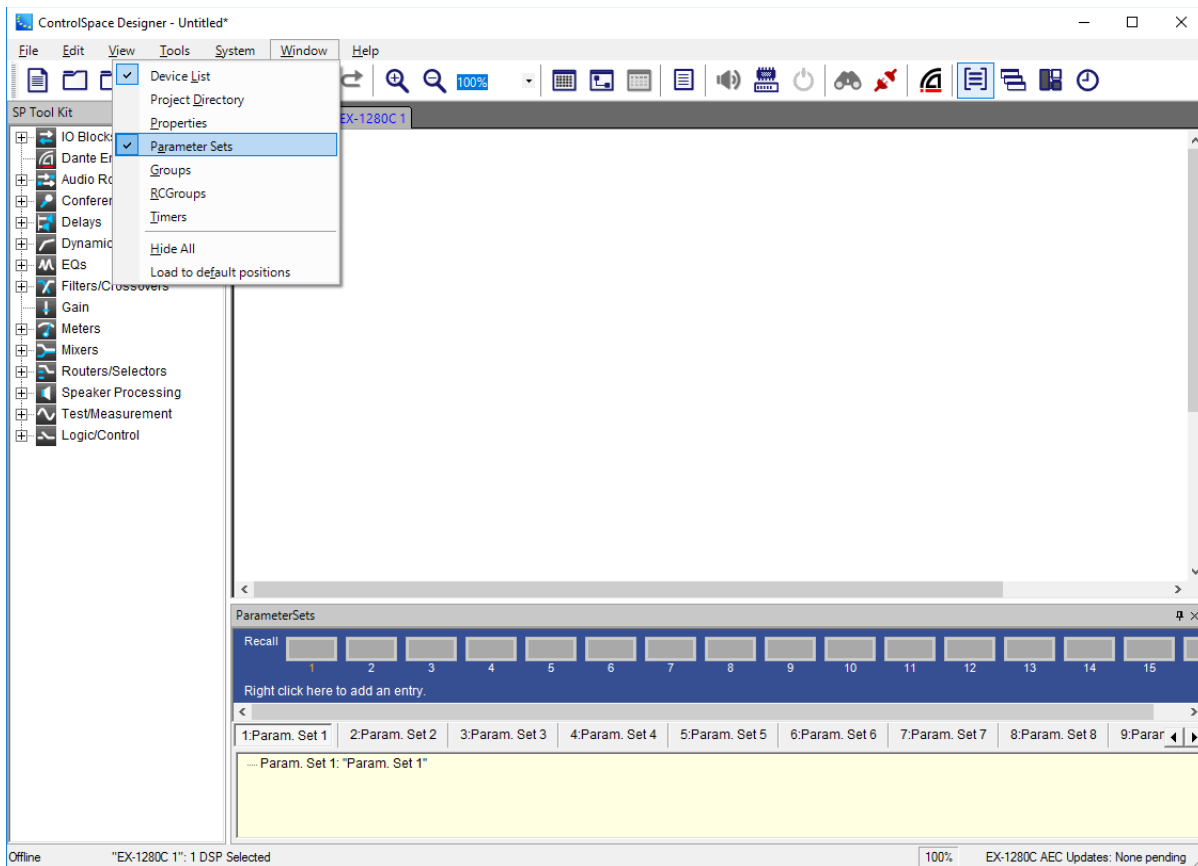 ControlSpace Designer - Untitled*
File Edit View Tools System Window Help
100%
SP Tool Kit
EX-1280C 1
Device List
Project Directory
Properties
Parameter Sets
Groups
RCGroups
Timers
Hide All
Load to default positions
IO Block
Dante
Audio
Conferen
Delays
Dynamic
EQs
Filters/Crossovers
Gain
Meters
Mixers
Routers/Selectors
Speaker Processing
Test/Measurement
Logic/Control
ParameterSets
Recall
1 2 3 4 5 6 7 8 9 10 11 12 13 14 15
Right click here to add an entry.
1:Param. Set 1 2:Param. Set 2 3:Param. Set 3 4:Param. Set 4 5:Param. Set 5 6:Param. Set 6 7:Param. Set 7 8:Param. Set 8 9:Parar
Param. Set 1: "Param. Set 1"
Offline "EX-1280C 1": 1 DSP Selected 100% EX-1280C AEC Updates: None pending